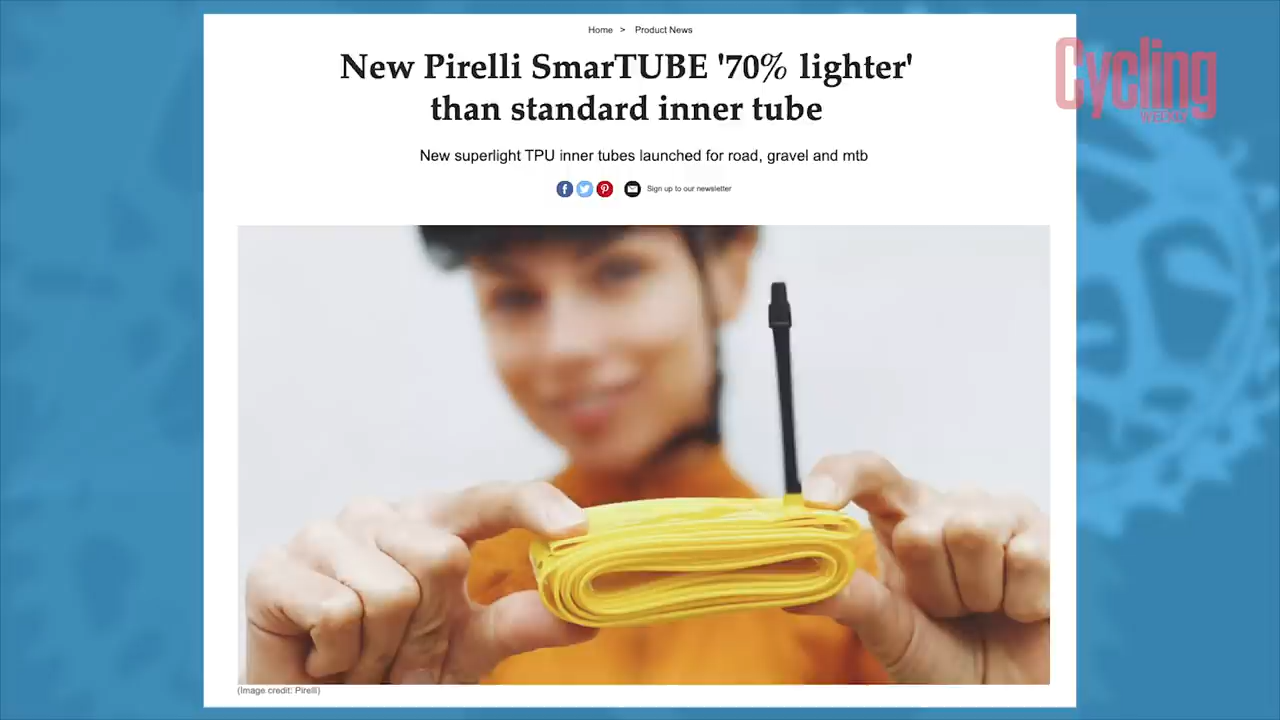 Home > Product News
New Pirelli SmarTUBE '70% lighter'
than standard inner tube
Cycling
WEEKLY
New superlight TPU inner tubes launched for road, gravel and mtb
Sign up to our newsletter
(Image credit: Pirelli)